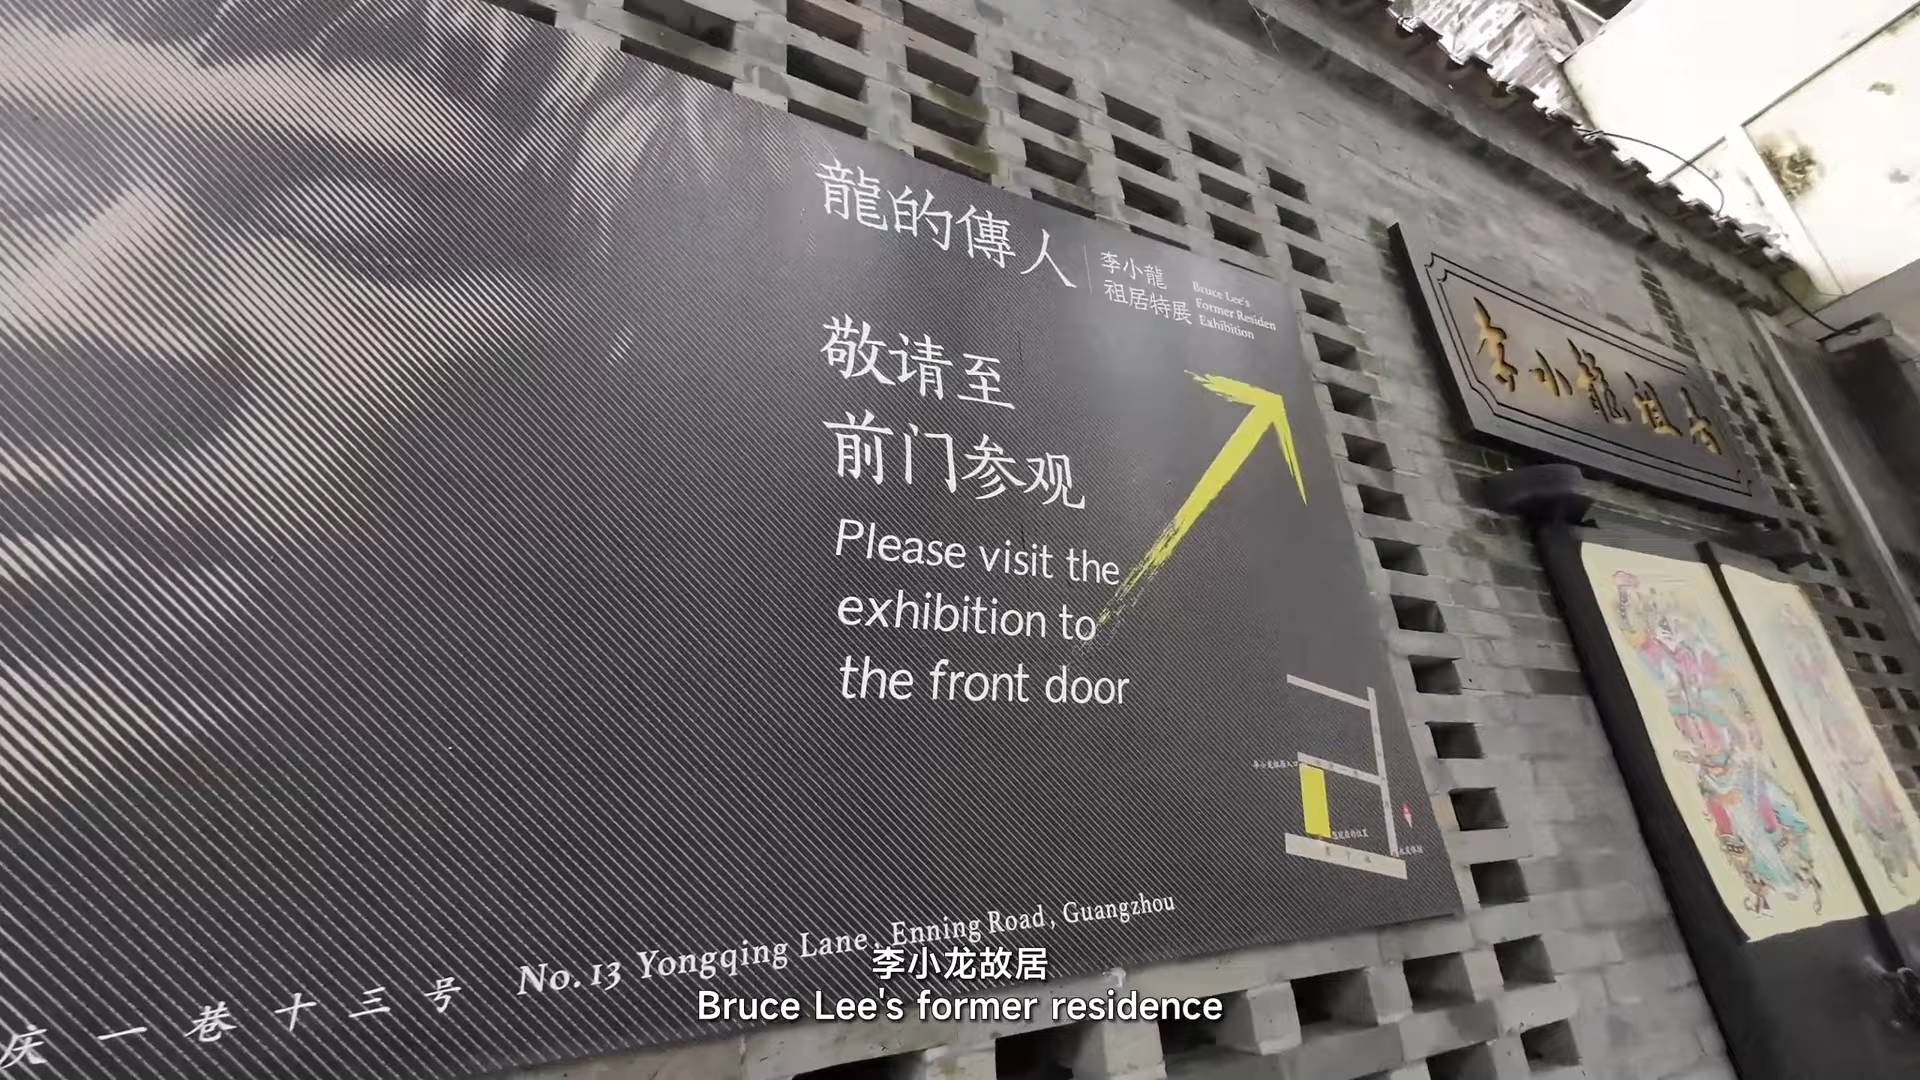 龍的傳人
李小龍
祖居特展
Bruce Lee's
Former Residen
Exhibition
敬请至
前门参观
Please visit the
exhibition to
the front door
李小龍祖居
庆一巷十三号 No. 13 Yongqing Lane, Enning Road, Guangzhou
李小龙故居
Bruce Lee's former residence